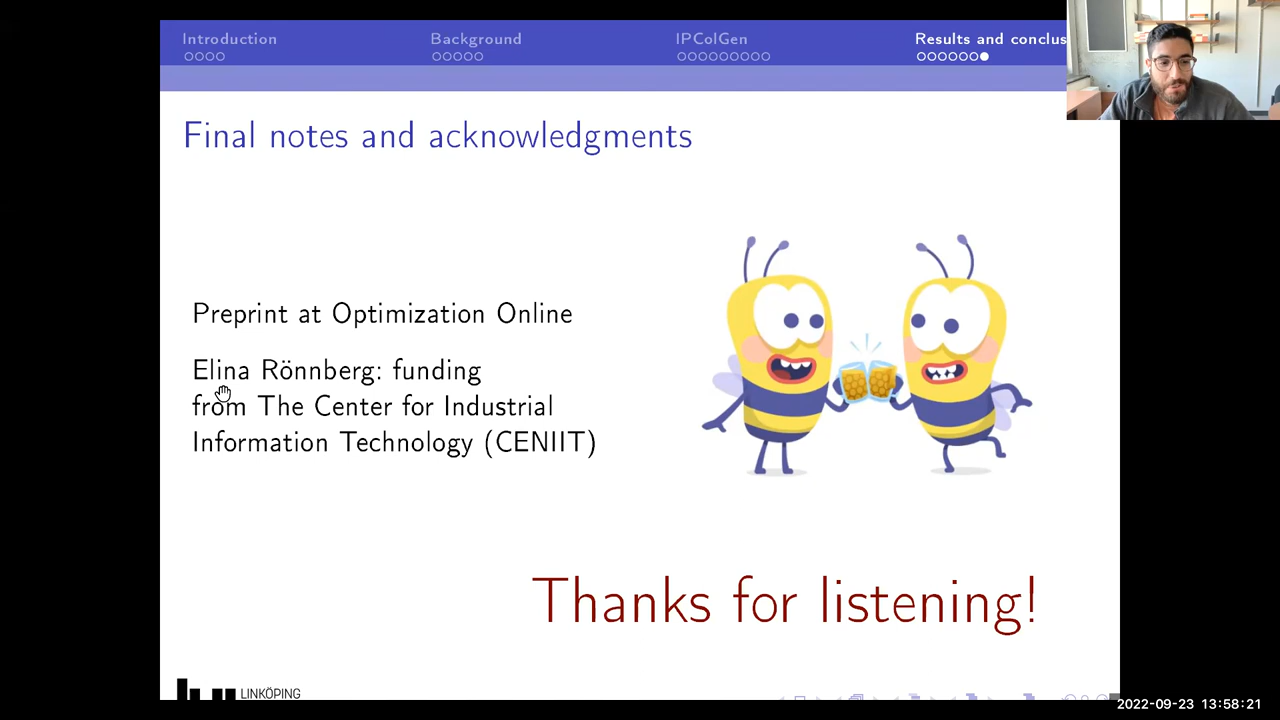 Introduction
Background
IPColGen
Results and conclus
Final notes and acknowledgments
Preprint at Optimization Online
Elina Rönnberg: funding
from The Center for Industrial
Information Technology (CENIIT)
Thanks for listening!
LINKÖPING
2022-09-23 13:58:21